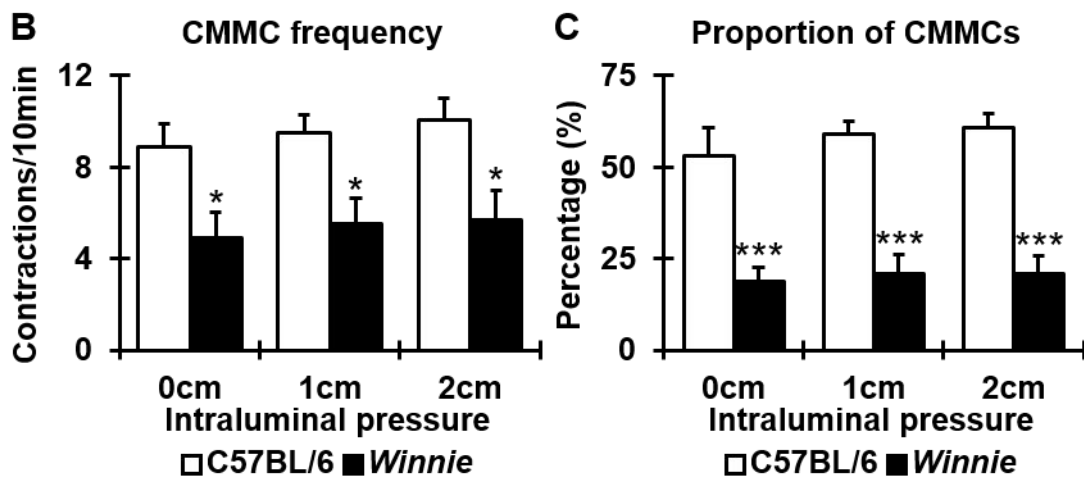 B CMMC frequency
Contractions/10min
12
8
4
0
* * *
0cm 1cm 2cm
Intraluminal pressure
C57BL/6 Winnie
C Proportion of CMMCs
Percentage (%)
75
50
25
0
*** *** ***
0cm 1cm 2cm
Intraluminal pressure
C57BL/6 Winnie